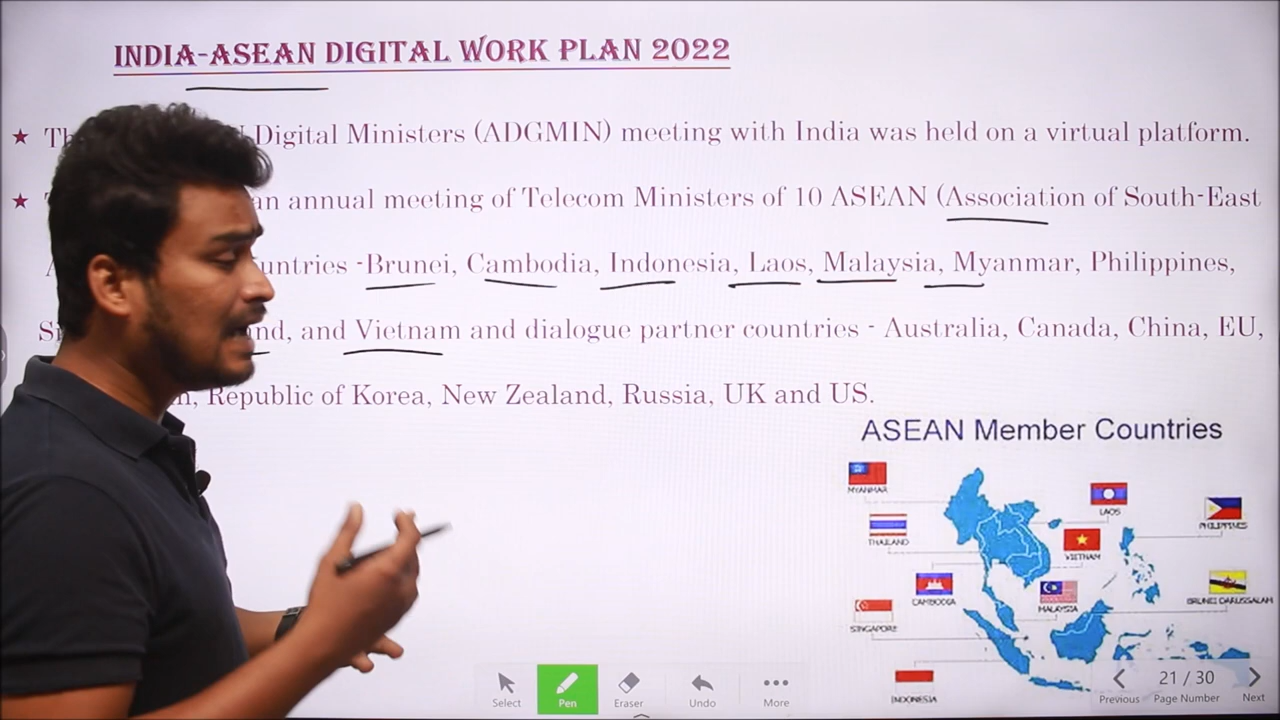 INDIA-ASEAN DIGITAL WORK PLAN 2022
Digital Ministers (ADGMIN) meeting with India was held on a virtual platform.
an annual meeting of Telecom Ministers of 10 ASEAN (Association of South-East
-Brunei, Cambodia, Indonesia, Laos, Malaysia, Myanmar, Philippines,
and Vietnam and dialogue partner countries - Australia, Canada, China, EU,
Republic of Korea, New Zealand, Russia, UK and US.
ASEAN Member Countries
MYANMAR
LAOS
PHILIPPINES
THAILAND
VIETNAM
CAMBODIA
MALAYSIA
BRUNEI DARUSSALAM
SINGAPORE
INDONESIA
Select
Pen
Eraser
Undo
More
Previous
21 / 30
Page Number
Next